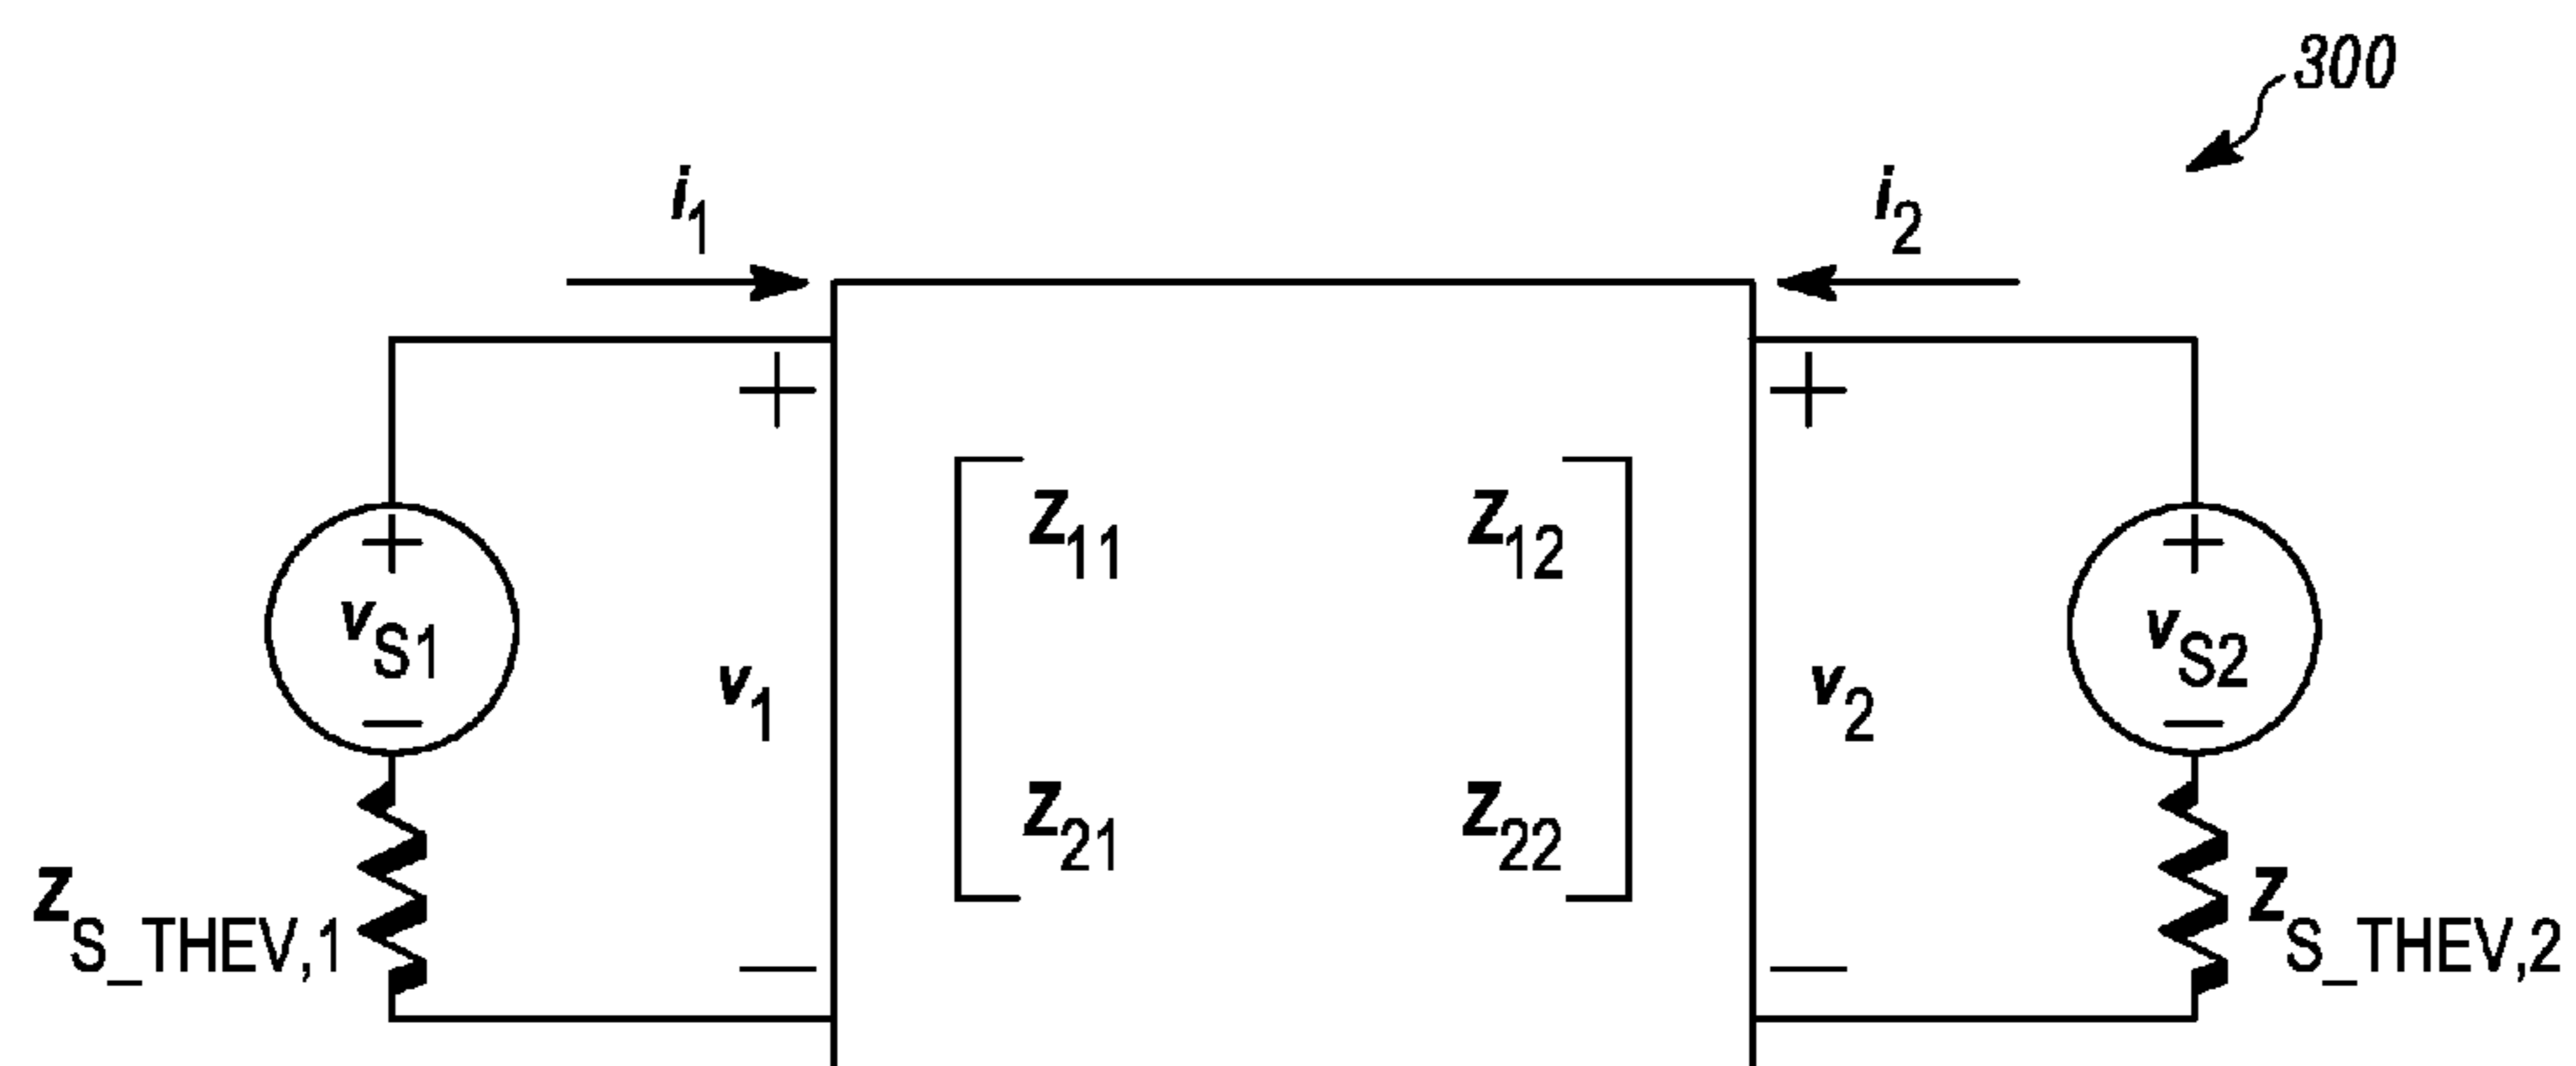 300
i1 i2
+ +
Z11 Z12
+ +
vS1 vS2
v1 v2
− −
Z21 Z22
ZS_THEV,1 ZS_THEV,2
− −